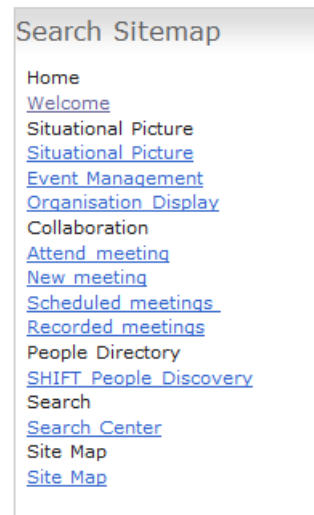 Search Sitemap
Home
Welcome
Situational Picture
Situational Picture
Event Management
Organisation Display
Collaboration
Attend meeting
New meeting
Scheduled meetings
Recorded meetings
People Directory
SHIFT People Discovery
Search
Search Center
Site Map
Site Map